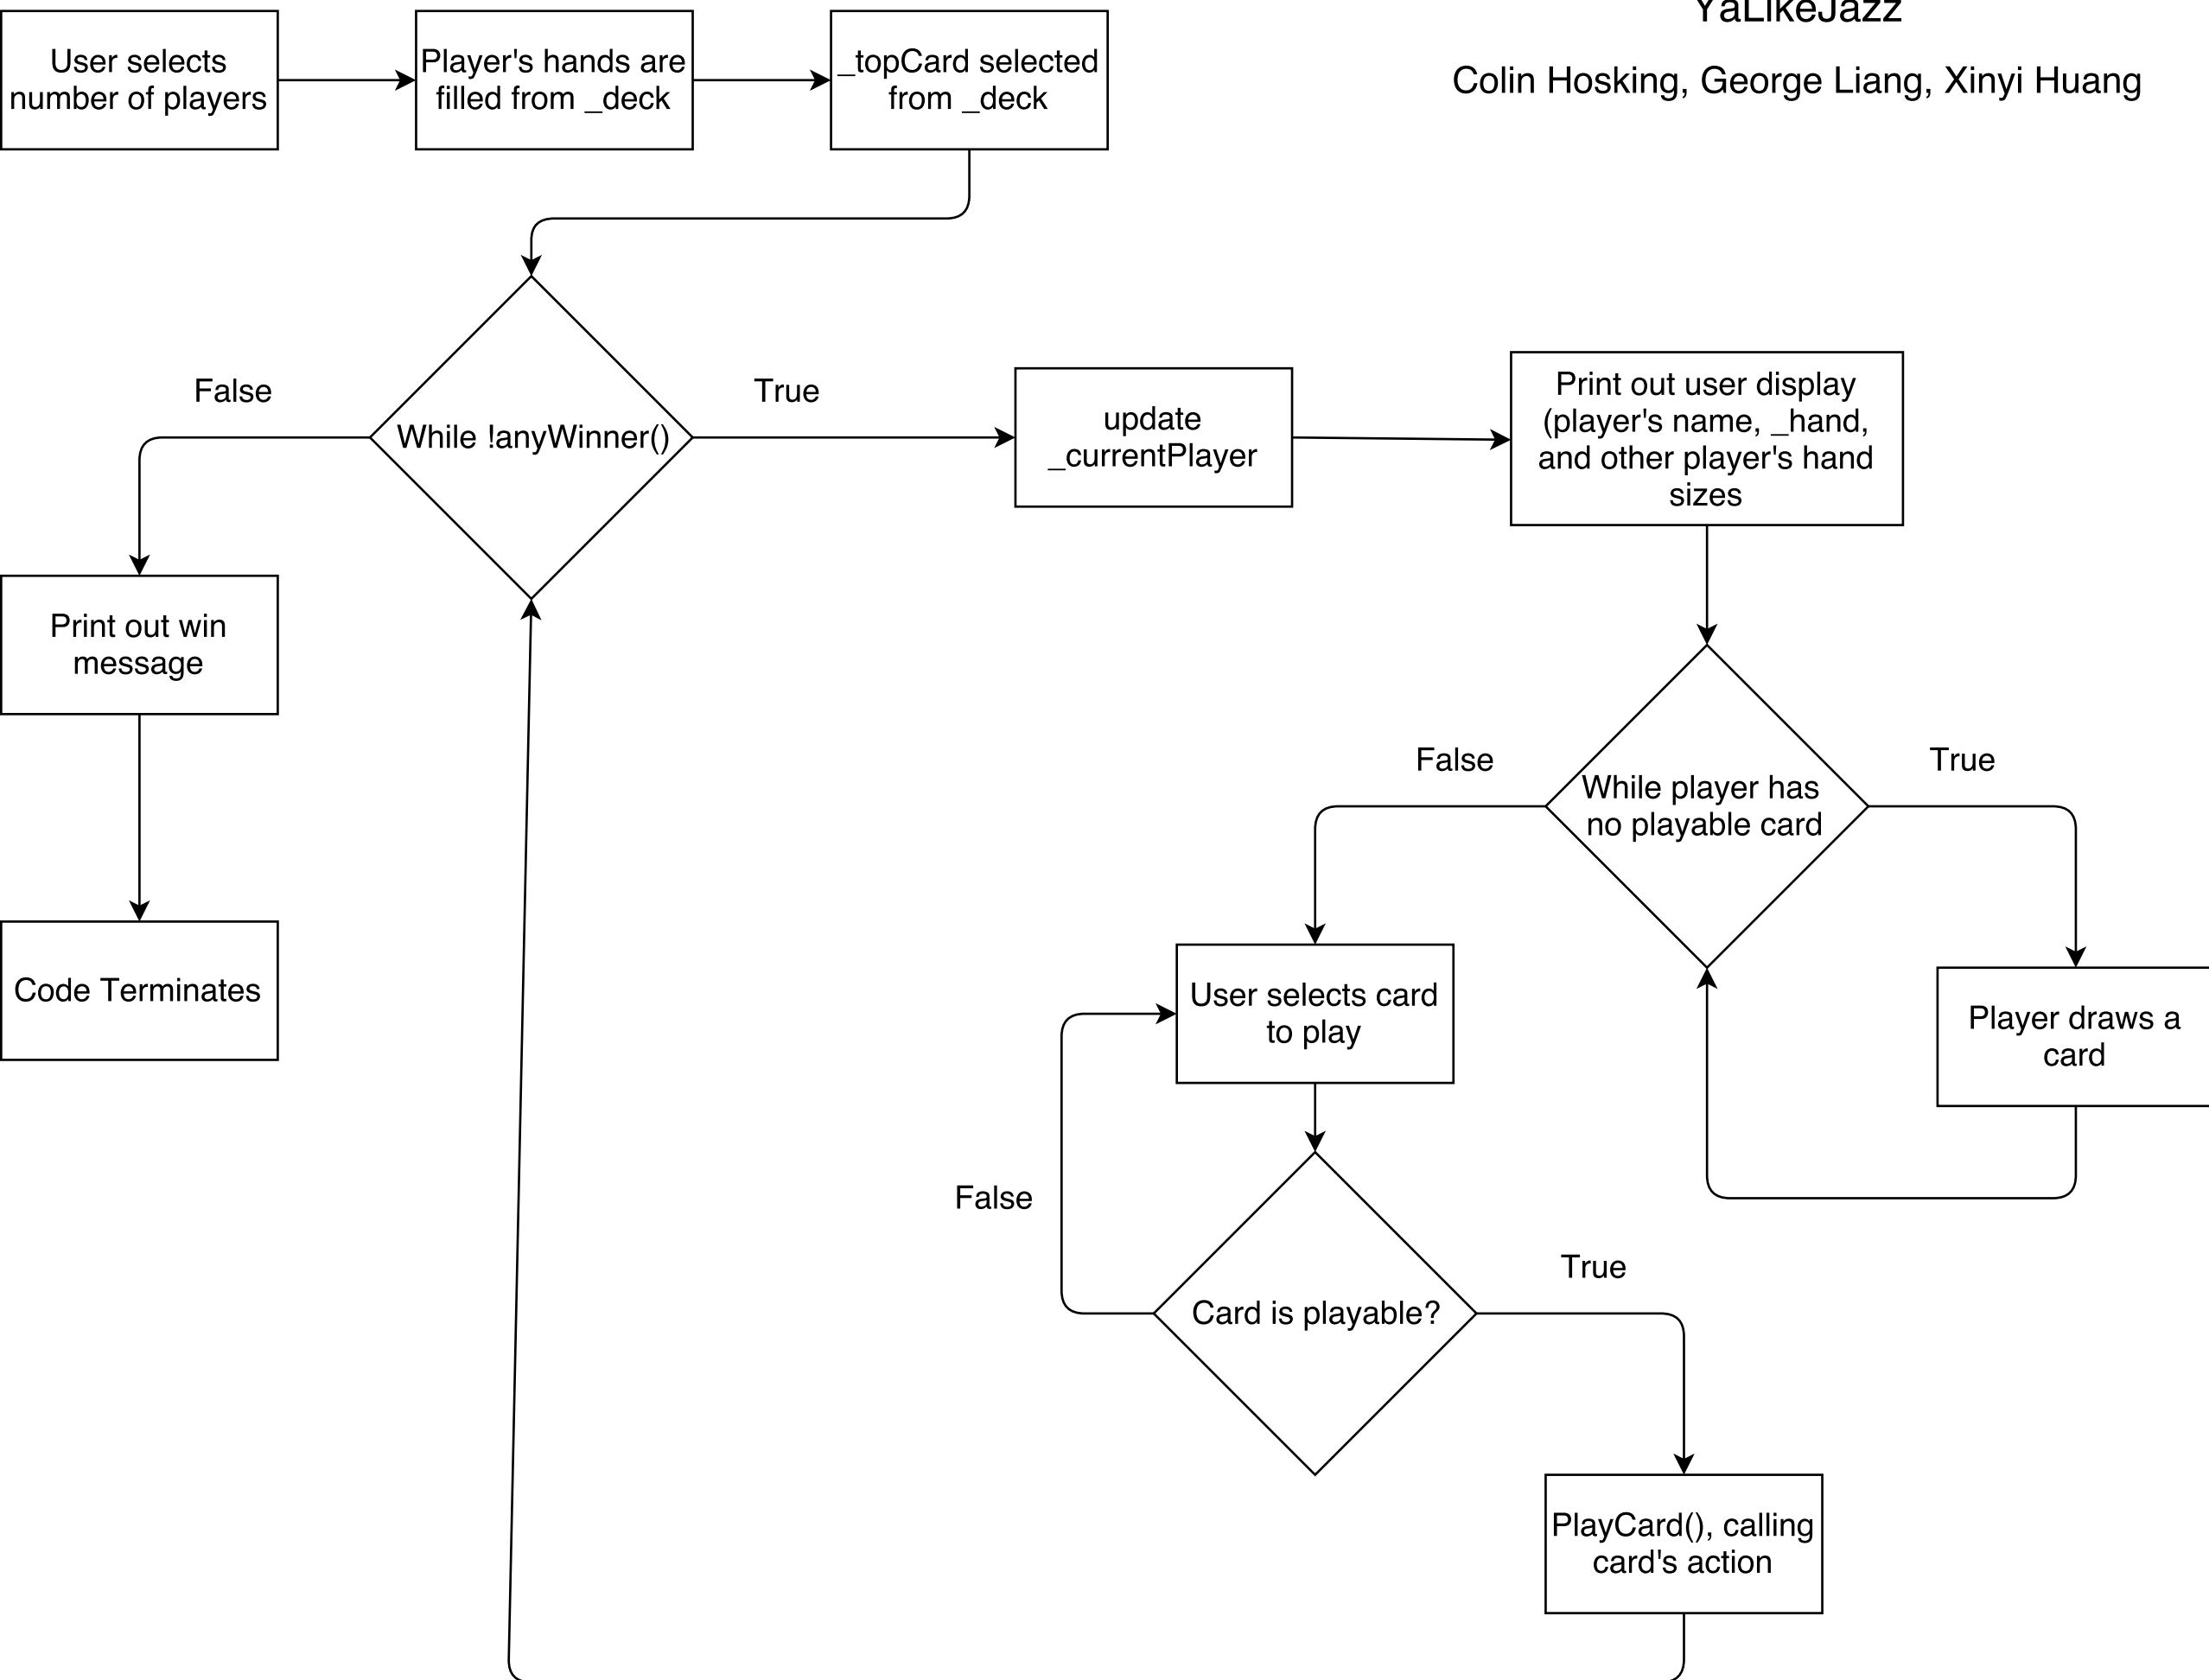 YaLikeJazz
Colin Hosking, George Liang, Xinyi Huang
User selects
number of players
Player's hands are
filled from _deck
_topCard selected
from _deck
False
While !anyWinner()
True
update
_currentPlayer
Print out user display
(player's name, _hand,
and other player's hand
sizes
Print out win
message
Code Terminates
False
While player has
no playable card
True
User selects card
to play
Player draws a
card
False
Card is playable?
True
PlayCard(), calling
card's action